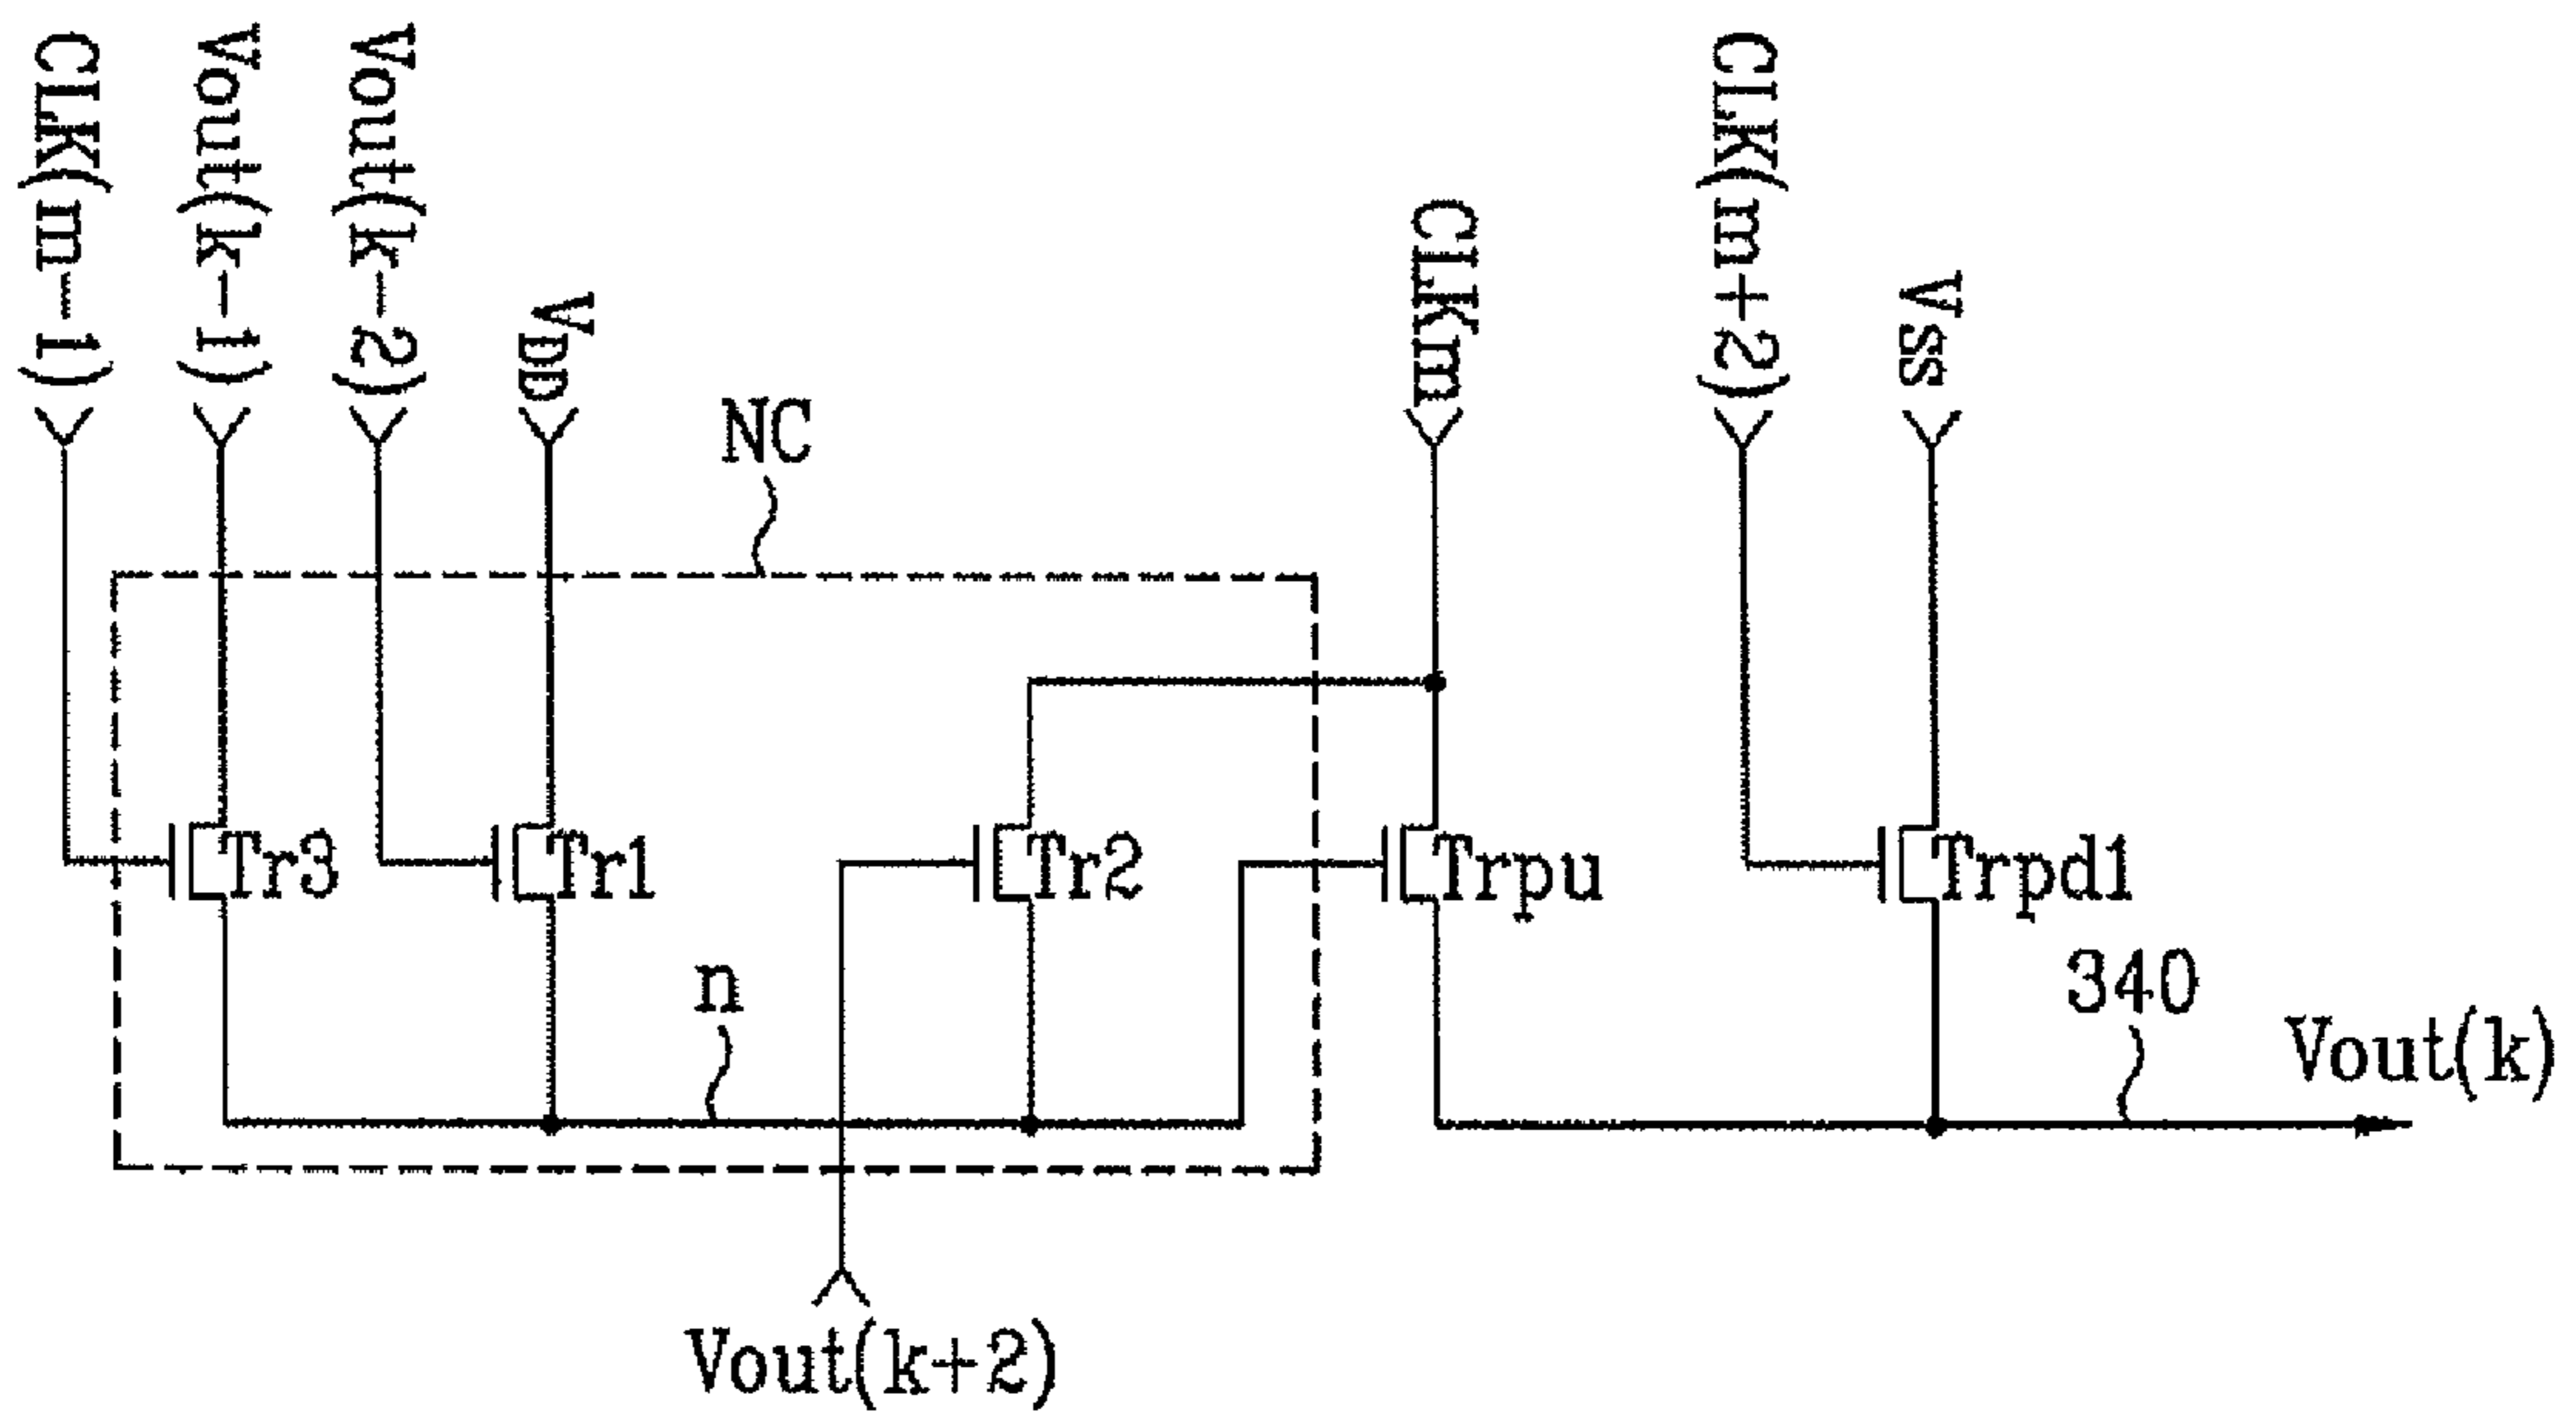 CLK(m-1)
Vout(k-1)
Vout(k-2)
VDD
NC
CLKm
CLK(m+2)
VSS
Tr3
Tr1
Tr2
Trpu
Trpd1
n
340
Vout(k)
Vout(k+2)